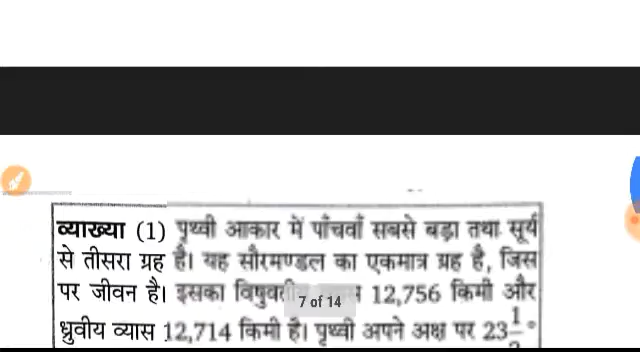 व्याख्या (1) पृथ्वी आकार में पाँचवाँ सबसे बड़ा तथा सूर्य
से तीसरा ग्रह है। यह सौरमण्डल का एकमात्र ग्रह है, जिस
पर जीवन है। इसका 12,756 किमी और
7 of 14
ध्रुवीय व्यास 12,714 किमी है। पृथ्वी अपने अक्ष पर 23